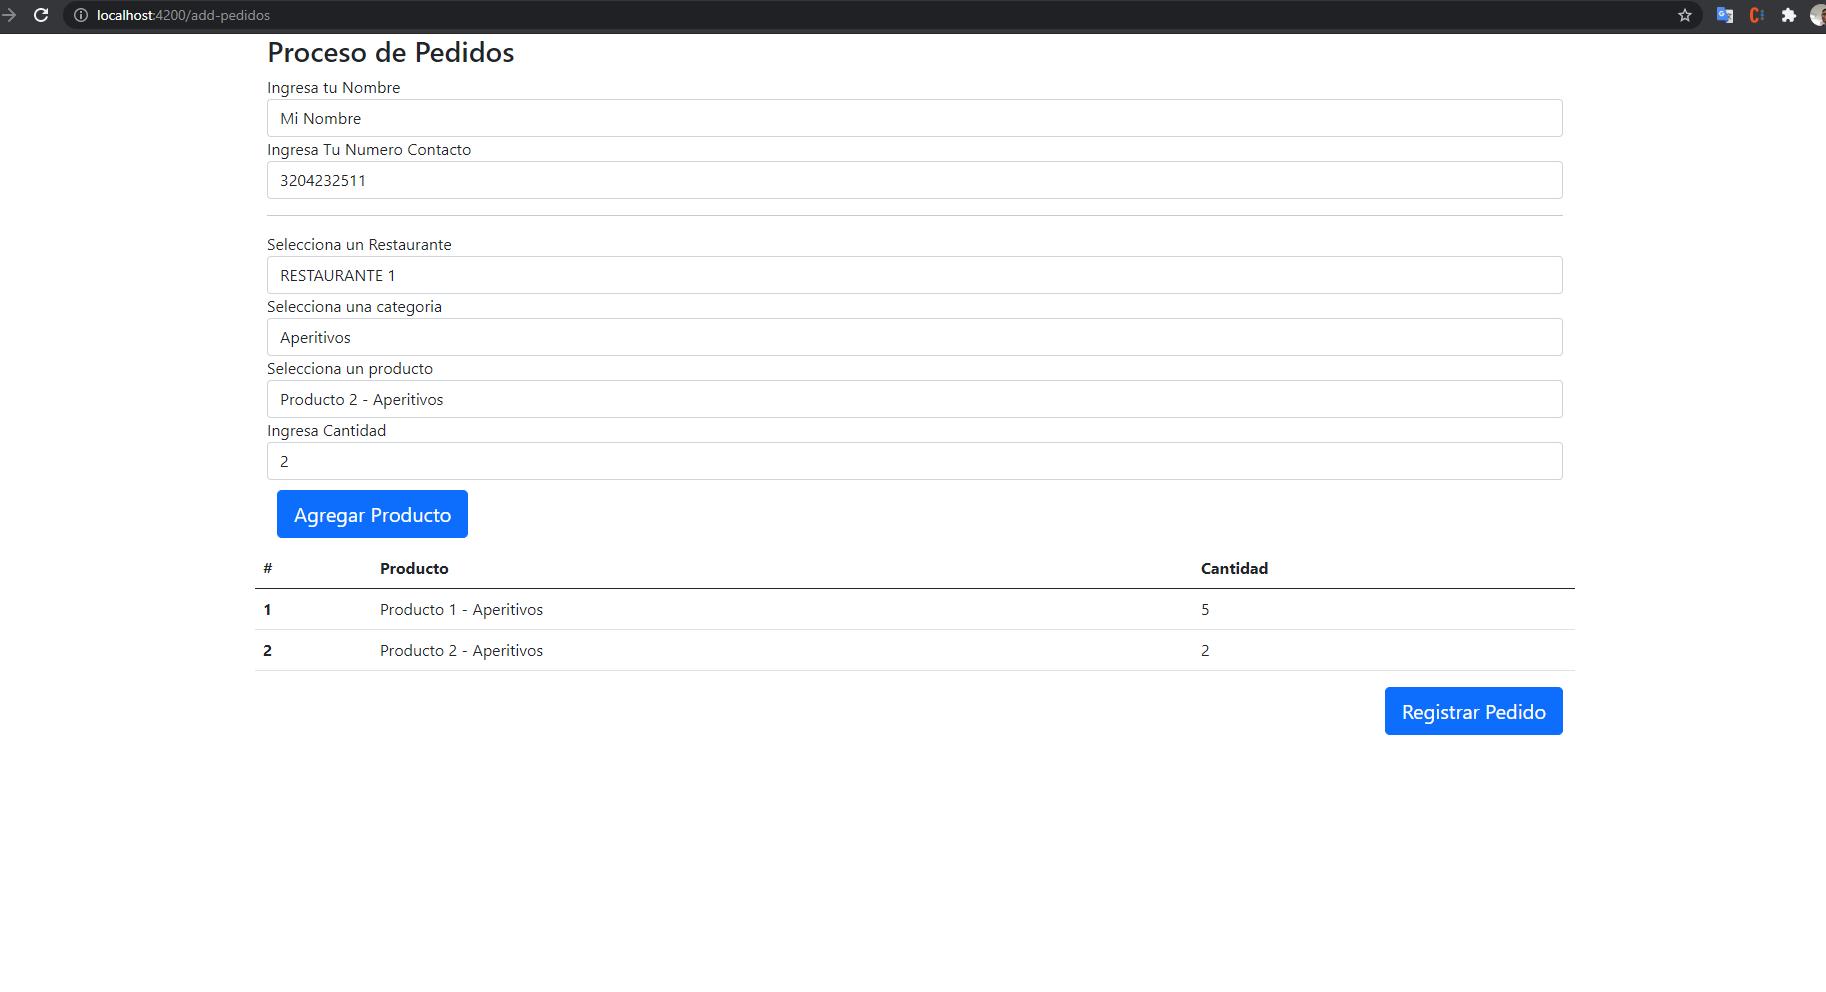 localhost:4200/add-pedidos
Proceso de Pedidos
Ingresa tu Nombre
Mi Nombre
Ingresa Tu Numero Contacto
3204232511
Selecciona un Restaurante
RESTAURANTE 1
Selecciona una categoria
Aperitivos
Selecciona un producto
Producto 2 - Aperitivos
Ingresa Cantidad
2
Agregar Producto
# Producto Cantidad
1 Producto 1 - Aperitivos 5
2 Producto 2 - Aperitivos 2
Registrar Pedido